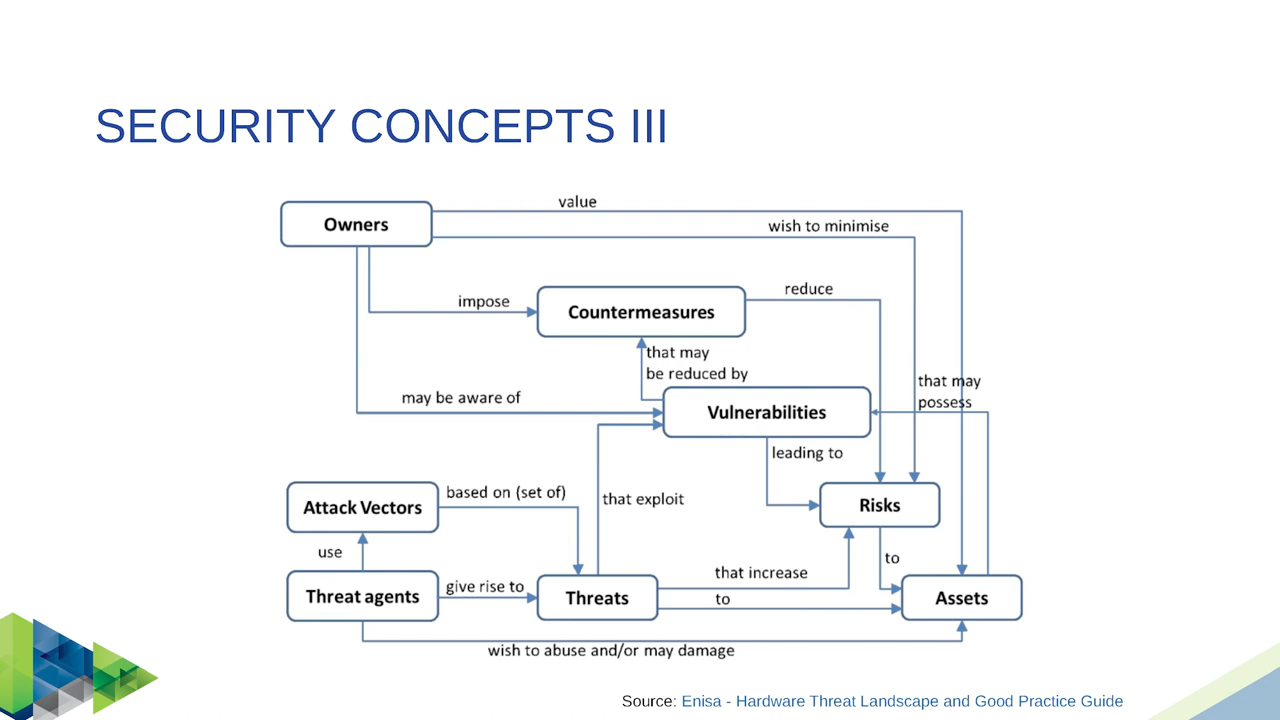 SECURITY CONCEPTS III
value
Owners
wish to minimise
reduce
impose
Countermeasures
that may
be reduced by
that may
possess
may be aware of
Vulnerabilities
leading to
based on (set of)
that exploit
Attack Vectors
Risks
use
to
that increase
give rise to
Threat agents
Threats
to
Assets
wish to abuse and/or may damage
Source: Enisa - Hardware Threat Landscape and Good Practice Guide